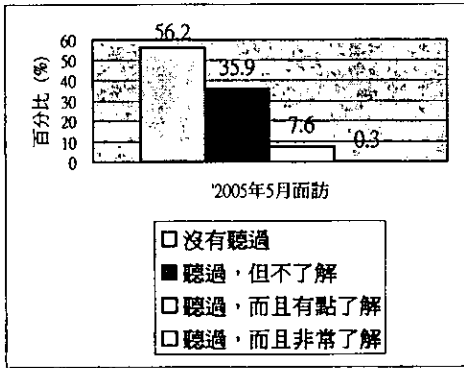 百分比 (%)
60
50
40
30
20
10
0
56.2
35.9
7.6
0.3
'2005年5月面訪
沒有聽過
聽過，但不了解
聽過，而且有點了解
聽過，而且非常了解